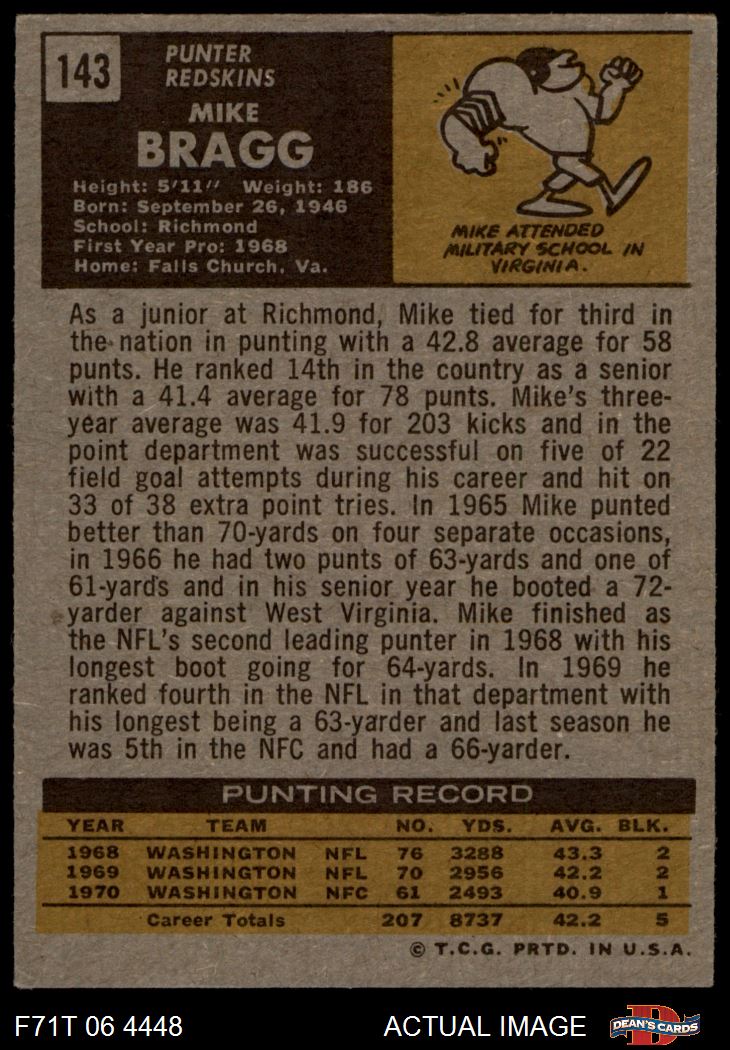 143
PUNTER
REDSKINS
MIKE
BRAGG
Height: 5'11" Weight: 186
Born: September 26, 1946
School: Richmond
First Year Pro: 1968
Home: Falls Church, Va.
MIKE ATTENDED
MILITARY SCHOOL IN
VIRGINIA.
As a junior at Richmond, Mike tied for third in
the nation in punting with a 42.8 average for 58
punts. He ranked 14th in the country as a senior
with a 41.4 average for 78 punts. Mike's three-
year average was 41.9 for 203 kicks and in the
point department was successful on five of 22
field goal attempts during his career and hit on
33 of 38 extra point tries. In 1965 Mike punted
better than 70-yards on four separate occasions,
in 1966 he had two punts of 63-yards and one of
61-yards and in his senior year he booted a 72-
yarder against West Virginia. Mike finished as
the NFL's second leading punter in 1968 with his
longest boot going for 64-yards. In 1969 he
ranked fourth in the NFL in that department with
his longest being a 63-yarder and last season he
was 5th in the NFC and had a 66-yarder.
PUNTING RECORD
YEAR TEAM NO. YDS. AVG. BLK.
1968 WASHINGTON NFL 76 3288 43.3 2
1969 WASHINGTON NFL 70 2956 42.2 2
1970 WASHINGTON NFC 61 2493 40.9 1
Career Totals 207 8737 42.2 5
© T.C.G. PRTD. IN U.S.A.
F71T 06 4448 ACTUAL IMAGE D DEAN'S CARDS